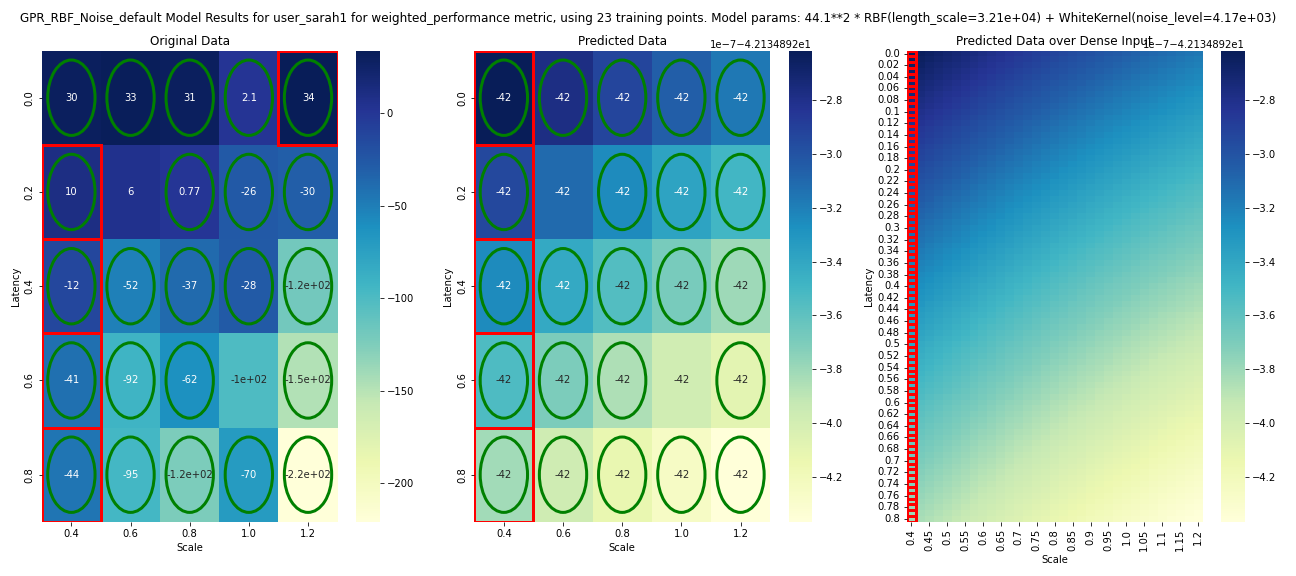 GPR_RBF_Noise_default Model Results for user_sarah1 for weighted_performance metric, using 23 training points. Model params: 44.1**2 * RBF(length_scale=3.21e+04) + WhiteKernel(noise_level=4.17e+03)
Original Data
Latency
0.0 30 33 31 2.1 34
0.2 10 6 0.77 -26 -30
0.4 -12 -52 -37 -28 -1.2e+02
0.6 -41 -92 -62 -1e+02 -1.5e+02
0.8 -44 -95 -1.2e+02 -70 -2.2e+02
0.4 0.6 0.8 1.0 1.2
Scale
0
−50
−100
−150
−200
Predicted Data
1e−7−4.2134892e1
Latency
0.0 -42 -42 -42 -42 -42
0.2 -42 -42 -42 -42 -42
0.4 -42 -42 -42 -42 -42
0.6 -42 -42 -42 -42 -42
0.8 -42 -42 -42 -42 -42
0.4 0.6 0.8 1.0 1.2
Scale
−2.8
−3.0
−3.2
−3.4
−3.6
−3.8
−4.0
−4.2
Predicted Data over Dense Input
1e−7−4.2134892e1
Latency
0.0
0.02
0.04
0.06
0.08
0.1
0.12
0.14
0.16
0.18
0.2
0.22
0.24
0.26
0.28
0.3
0.32
0.34
0.36
0.38
0.4
0.42
0.44
0.46
0.48
0.5
0.52
0.54
0.56
0.58
0.6
0.62
0.64
0.66
0.68
0.7
0.72
0.74
0.76
0.78
0.8
0.4 0.45 0.5 0.55 0.6 0.65 0.7 0.75 0.8 0.85 0.9 0.95 1.0 1.05 1.1 1.15 1.2
Scale
−2.8
−3.0
−3.2
−3.4
−3.6
−3.8
−4.0
−4.2